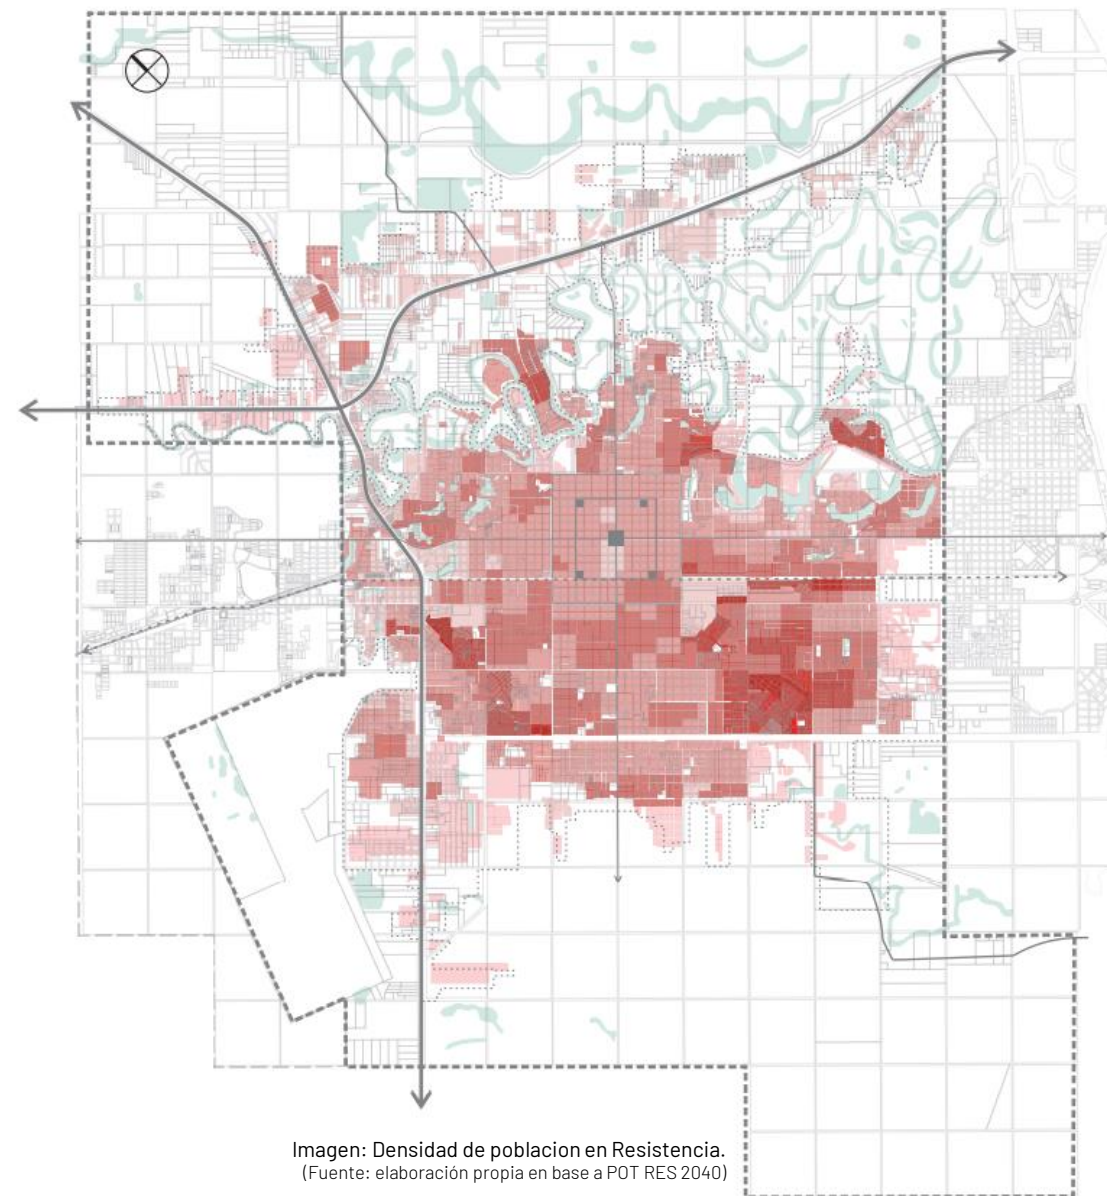 Imagen: Densidad de poblacion en Resistencia.
(Fuente: elaboración propia en base a POT RES 2040)